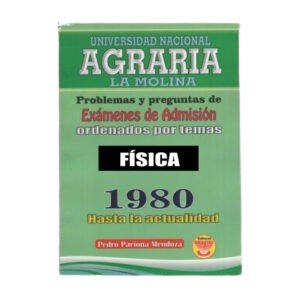 UNIVERSIDAD NACIONAL
AGRARIA
LA MOLINA
Problemas y preguntas de
Exámenes de Admisión
ordenados por temas
FÍSICA
1980
Hasta la actualidad
Pedro Pariona Mendoza